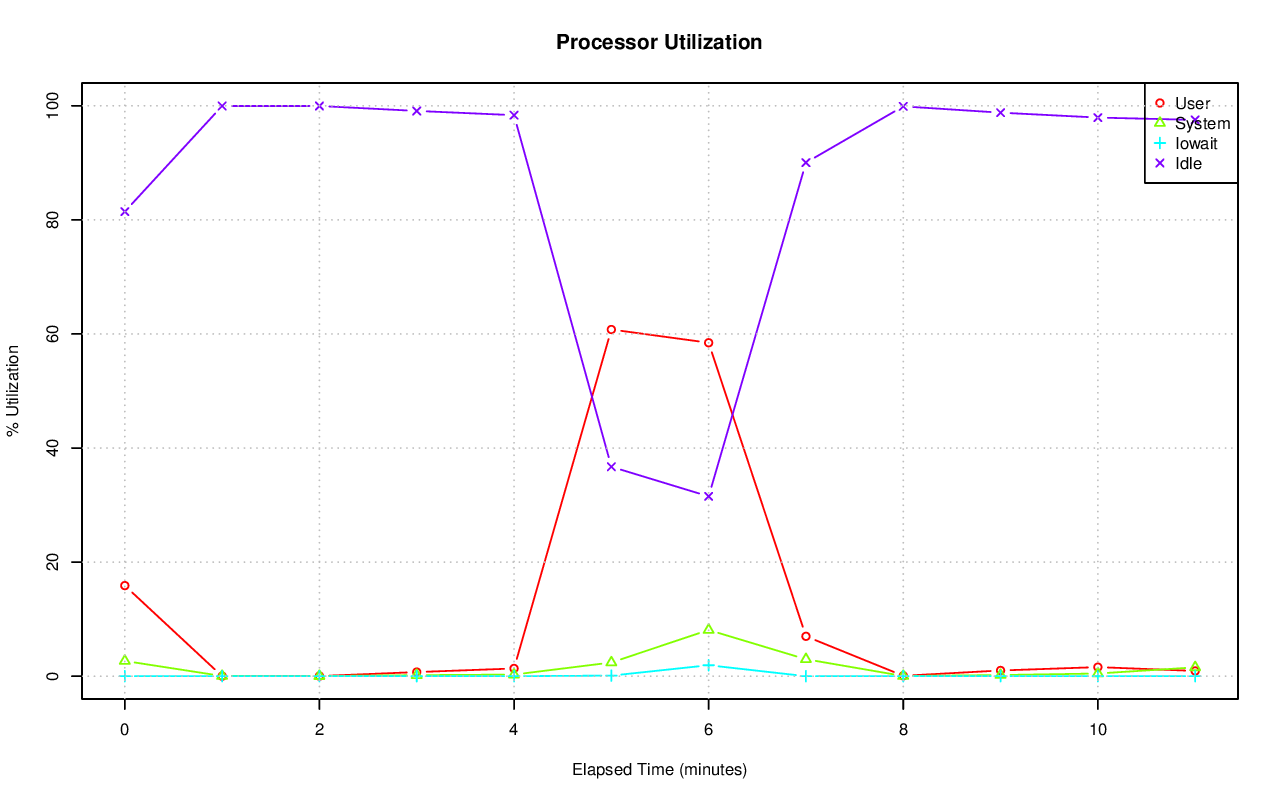 Processor Utilization
% Utilization
100
80
60
40
20
0
User
System
Iowait
Idle
0 2 4 6 8 10
Elapsed Time (minutes)